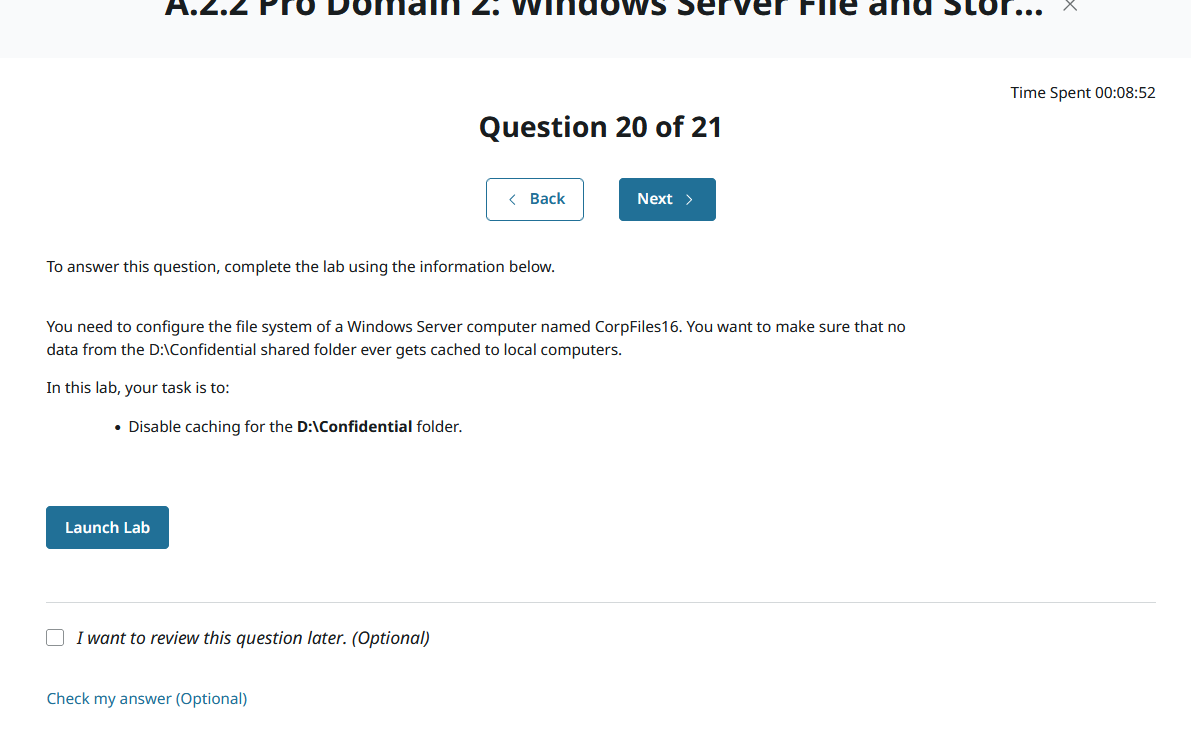 A.2.2 Pro Domain 2: Windows Server File and Stor...
Time Spent 00:08:52
Question 20 of 21
Back
Next
To answer this question, complete the lab using the information below.
You need to configure the file system of a Windows Server computer named CorpFiles16. You want to make sure that no
data from the D:\Confidential shared folder ever gets cached to local computers.
In this lab, your task is to:
• Disable caching for the D:\Confidential folder.
Launch Lab
I want to review this question later. (Optional)
Check my answer (Optional)